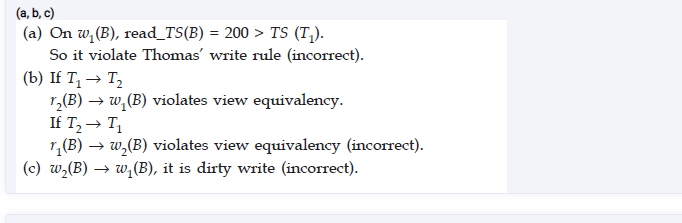 (a, b, c)
(a) On w₁(B), read_TS(B) = 200 > TS (T₁).
So it violate Thomas’ write rule (incorrect).
(b) If T₁ → T₂
r₂(B) → w₁(B) violates view equivalency.
If T₂ → T₁
r₁(B) → w₂(B) violates view equivalency (incorrect).
(c) w₂(B) → w₁(B), it is dirty write (incorrect).